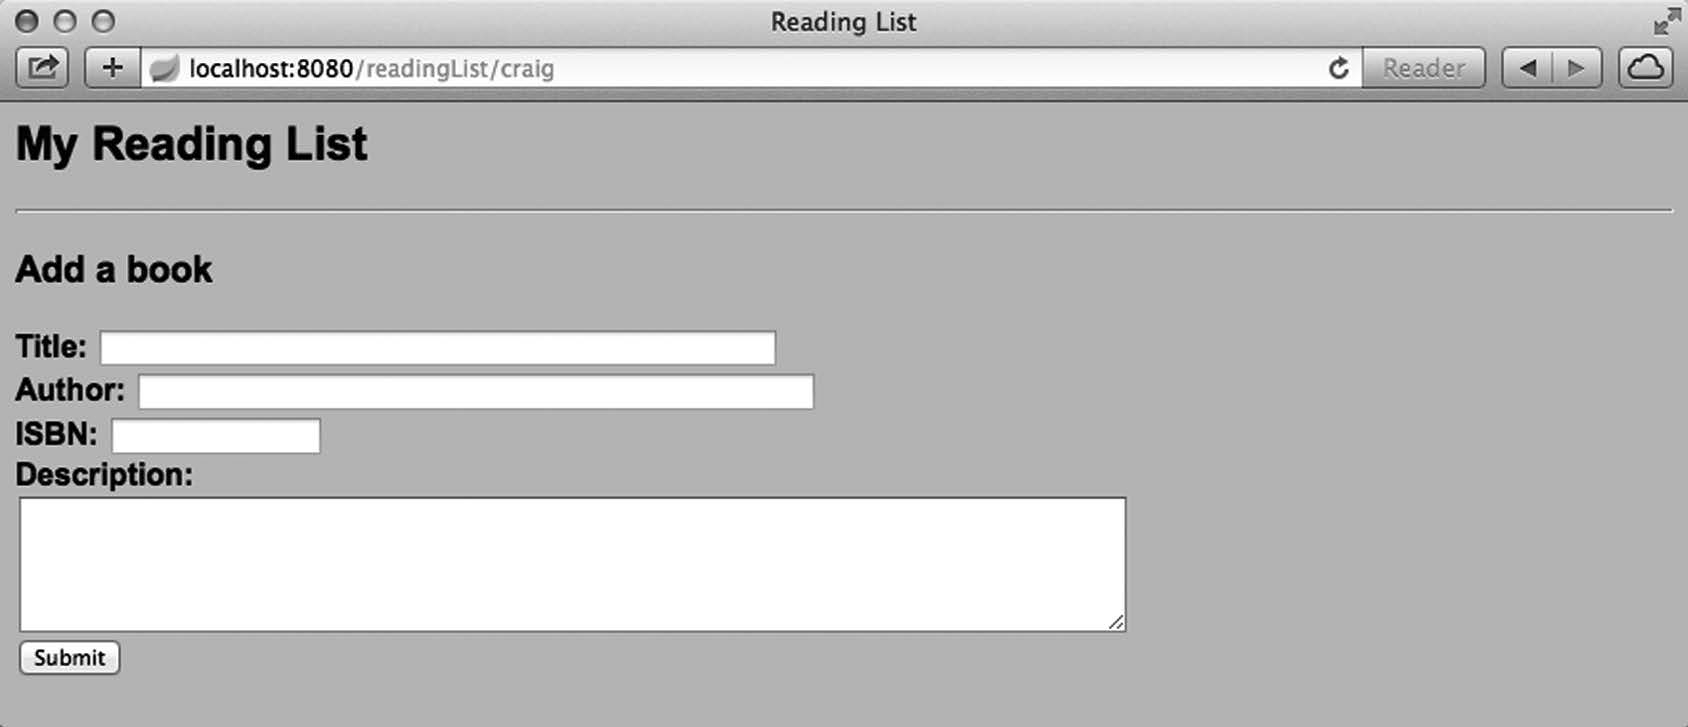 Reading List
localhost:8080/readingList/craig Reader
My Reading List
Add a book
Title:
Author:
ISBN:
Description:
Submit